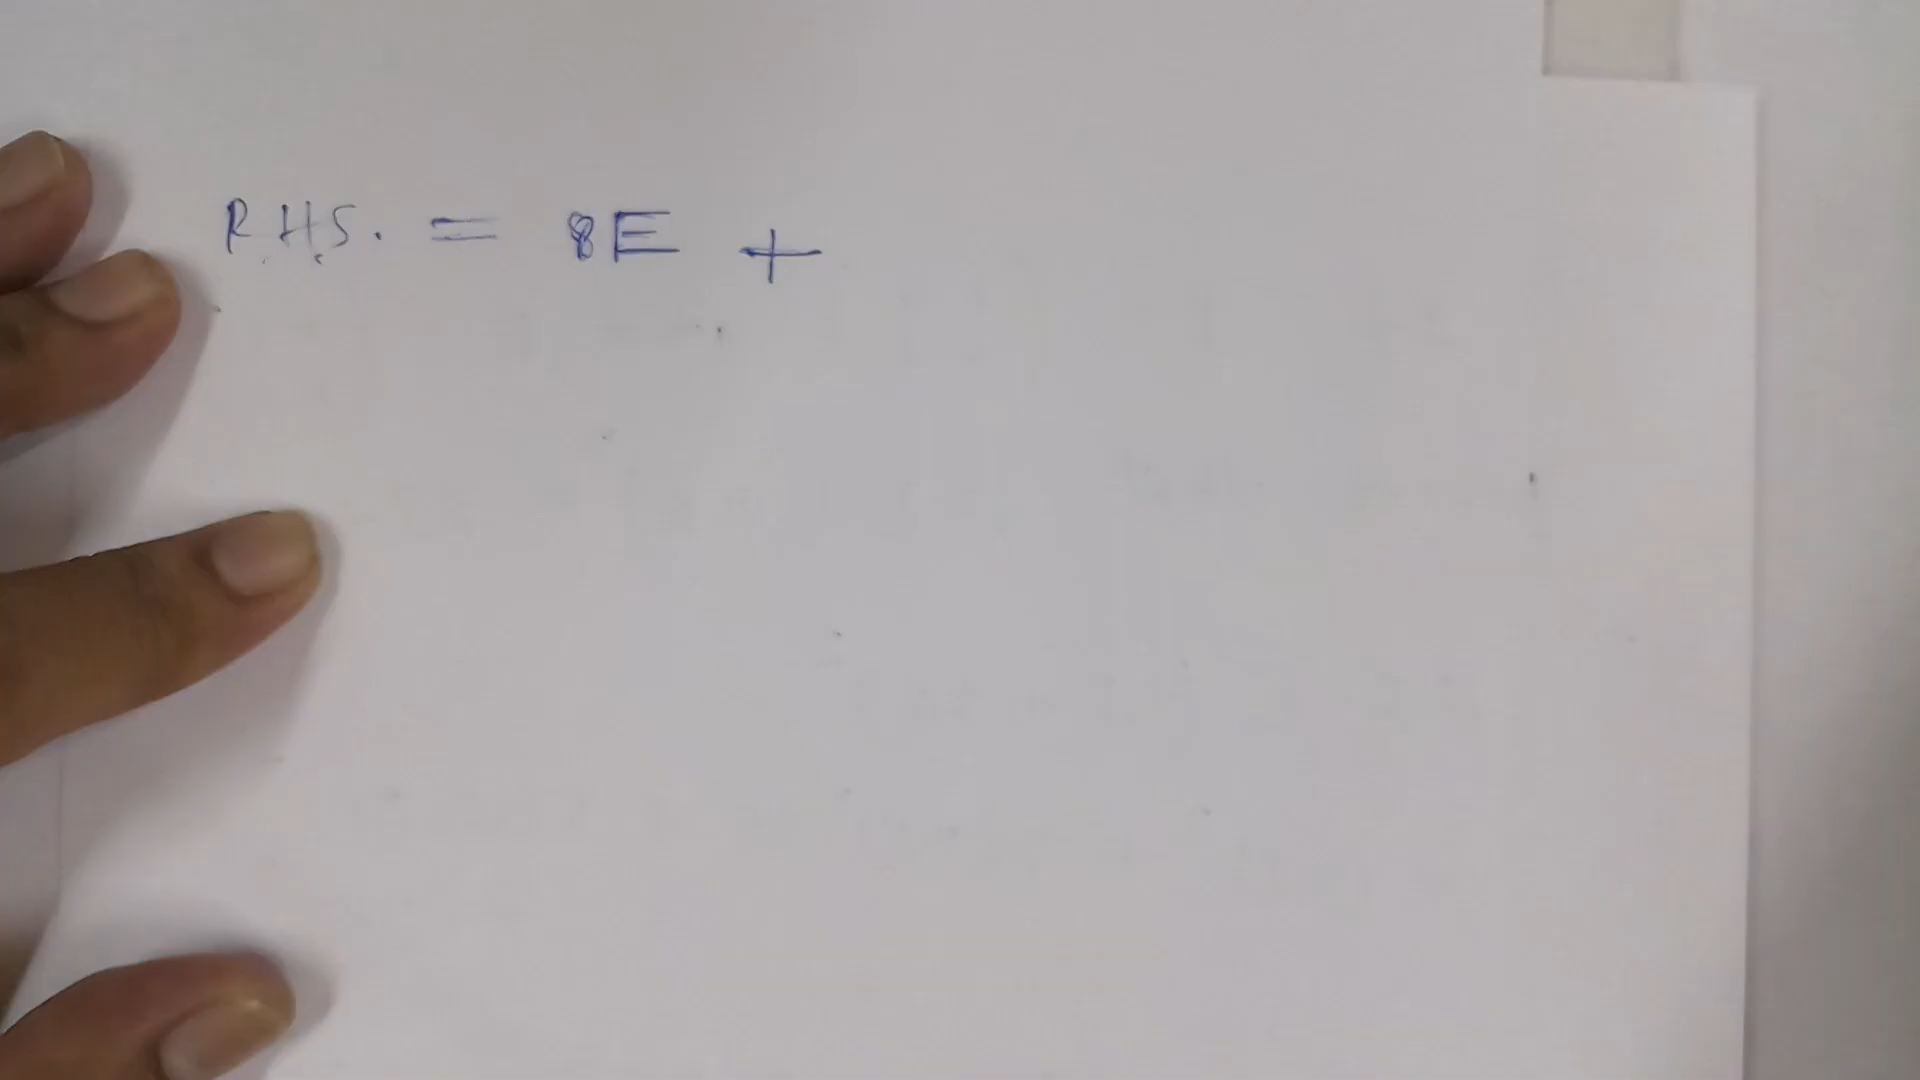 R.H.S. = 8E +